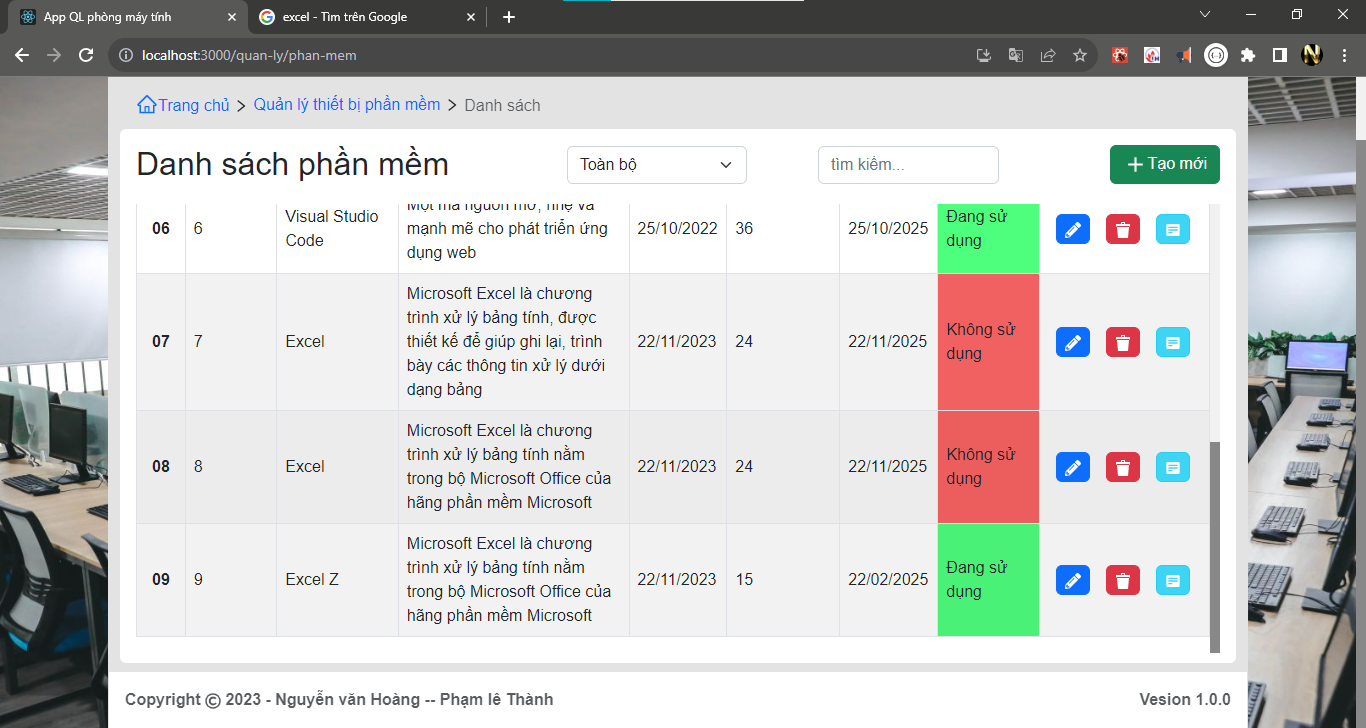 App QL phòng máy tính
excel - Tìm trên Google
localhost:3000/quan-ly/phan-mem
Trang chủ > Quản lý thiết bị phần mềm > Danh sách
Danh sách phần mềm
Toàn bộ
tìm kiếm...
Tạo mới
06 6 Visual Studio Code
Một mã nguồn mở, nhẹ và
mạnh mẽ cho phát triển ứng
dụng web
25/10/2022 36 25/10/2025
Đang sử
dụng
07 7 Excel
Microsoft Excel là chương
trình xử lý bảng tính, được
thiết kế để giúp ghi lại, trình
bày các thông tin xử lý dưới
dạng bảng
22/11/2023 24 22/11/2025
Không sử
dụng
08 8 Excel
Microsoft Excel là chương
trình xử lý bảng tính nằm
trong bộ Microsoft Office của
hãng phần mềm Microsoft
22/11/2023 24 22/11/2025
Không sử
dụng
09 9 Excel Z
Microsoft Excel là chương
trình xử lý bảng tính nằm
trong bộ Microsoft Office của
hãng phần mềm Microsoft
22/11/2023 15 22/02/2025
Đang sử
dụng
Copyright © 2023 - Nguyễn văn Hoàng -- Phạm lê Thành
Vesion 1.0.0